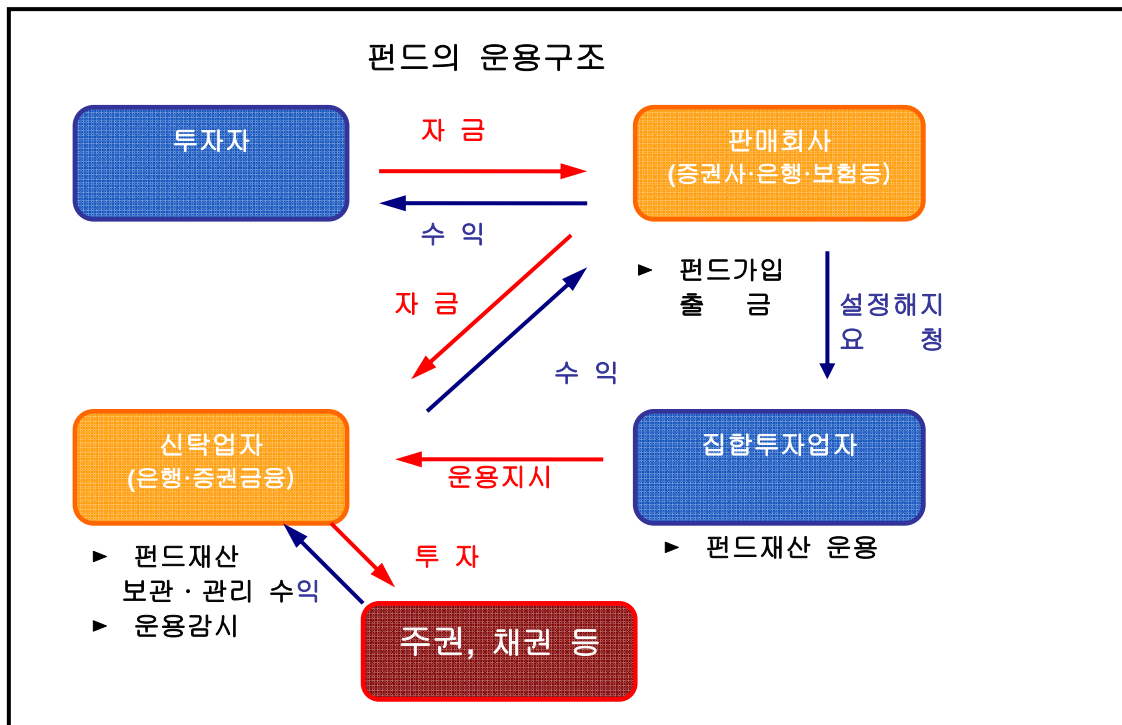 펀드의 운용구조
투자자
자 금
판매회사
(증권사·은행·보험등)
수 익
► 펀드가입
출 금
자 금
설정해지
요 청
수 익
신탁업자
(은행·증권금융)
집합투자업자
운용지시
► 펀드재산 운용
► 펀드재산
보관 · 관리 수익
► 운용감시
투 자
주권, 채권 등